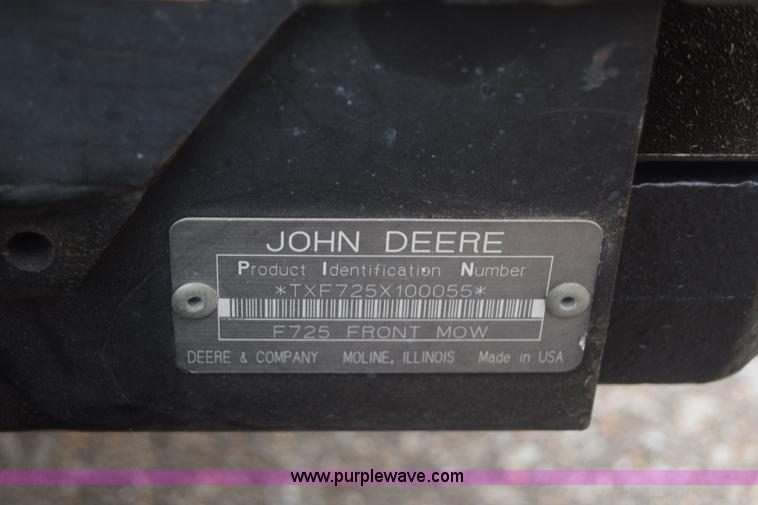 JOHN DEERE
Product Identification Number
*TXF725X100055*
F725 FRONT MOW
DEERE & COMPANY MOLINE, ILLINOIS Made in USA
www.purplewave.com